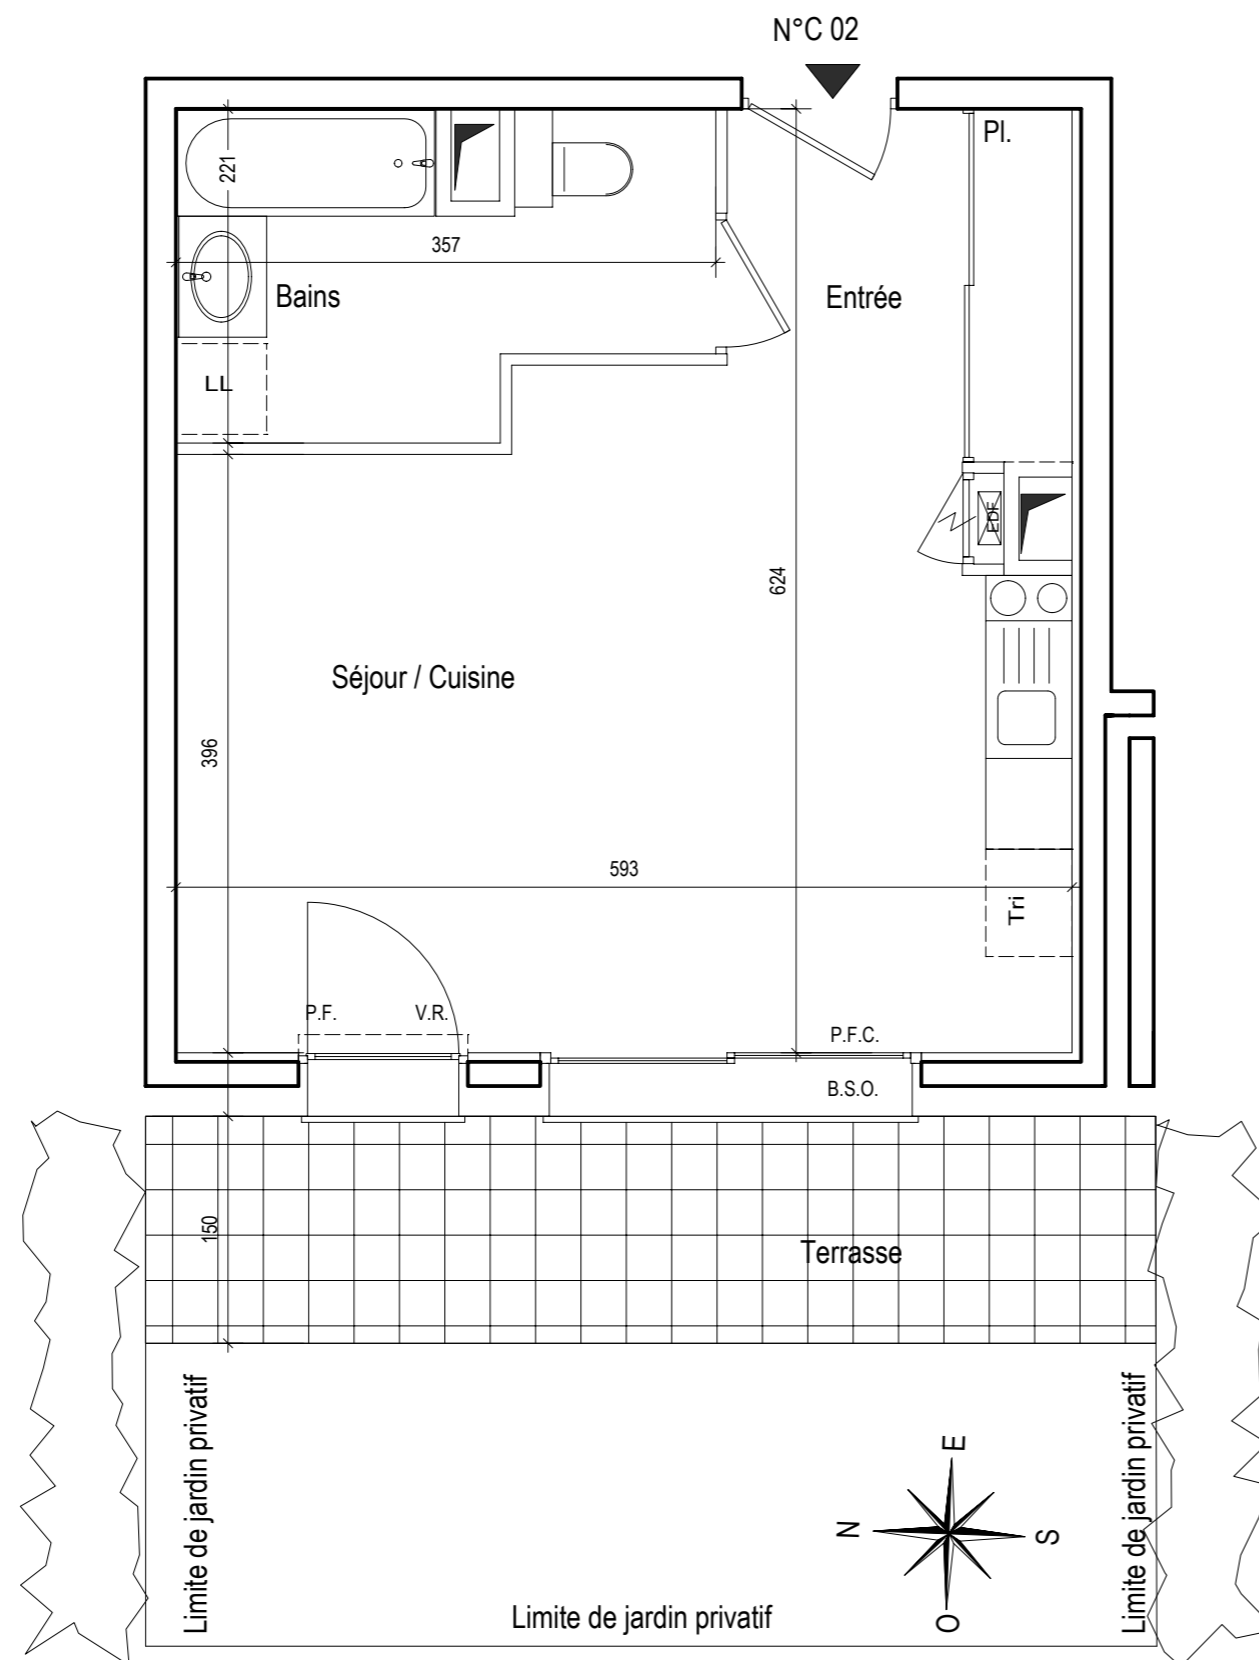 N°C 02
Pl.
221
357
Bains
Entrée
LL
EDF
624
Séjour / Cuisine
396
593
Tri
P.F.
V.R.
P.F.C.
B.S.O.
150
Terrasse
Limite de jardin privatif
Limite de jardin privatif
E
N
S
O
Limite de jardin privatif